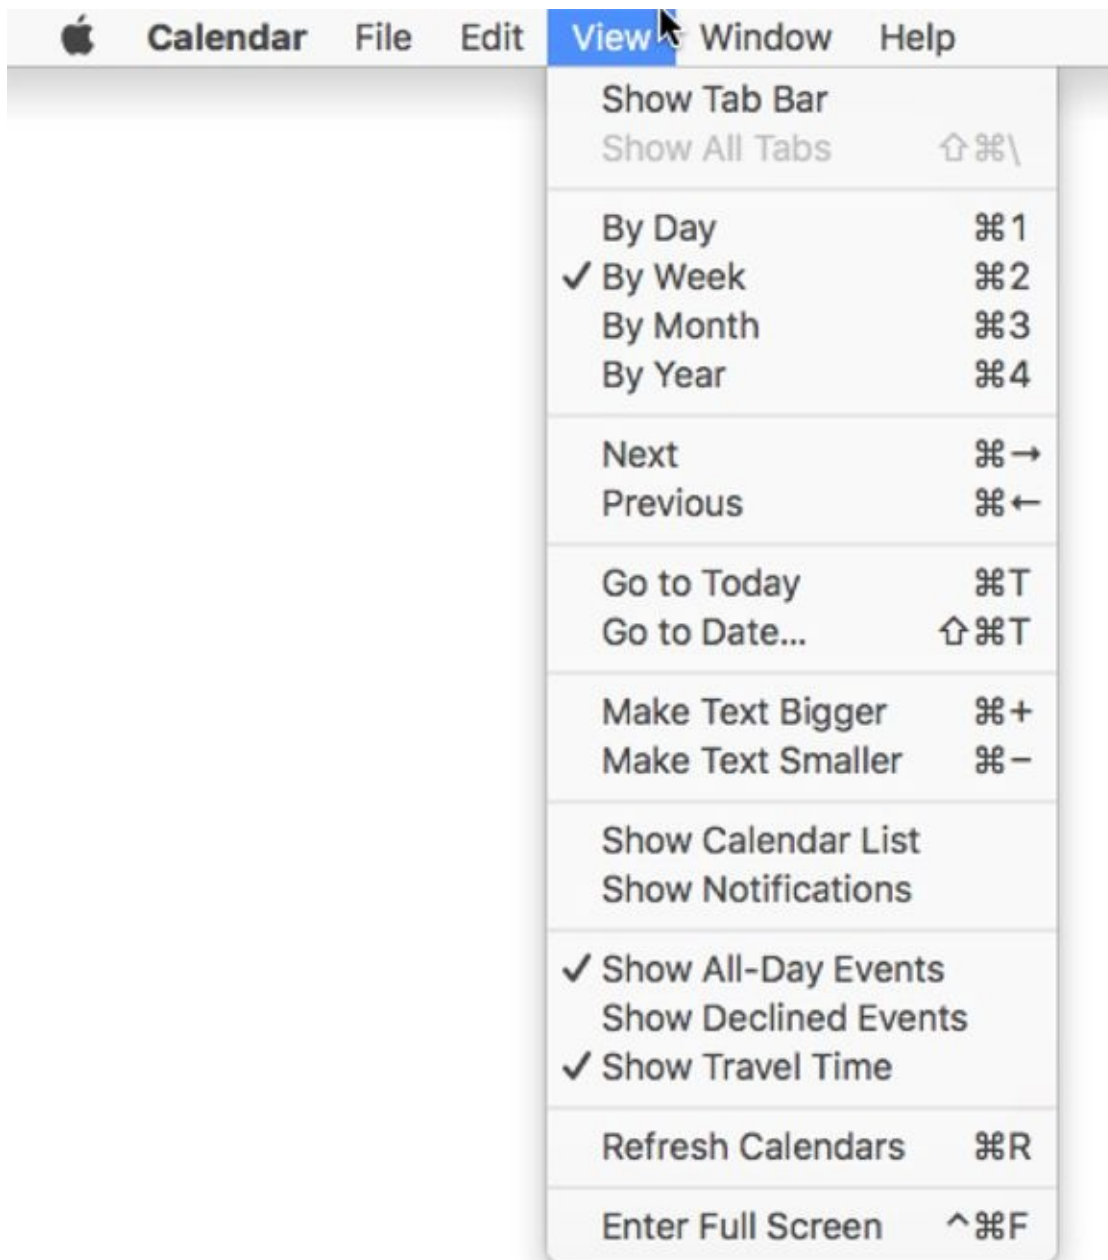 Calendar File Edit View Window Help
Show Tab Bar
Show All Tabs ⇧⌘\
By Day ⌘1
✓ By Week ⌘2
By Month ⌘3
By Year ⌘4
Next ⌘→
Previous ⌘←
Go to Today ⌘T
Go to Date... ⇧⌘T
Make Text Bigger ⌘+
Make Text Smaller ⌘−
Show Calendar List
Show Notifications
✓ Show All-Day Events
Show Declined Events
✓ Show Travel Time
Refresh Calendars ⌘R
Enter Full Screen ^⌘F